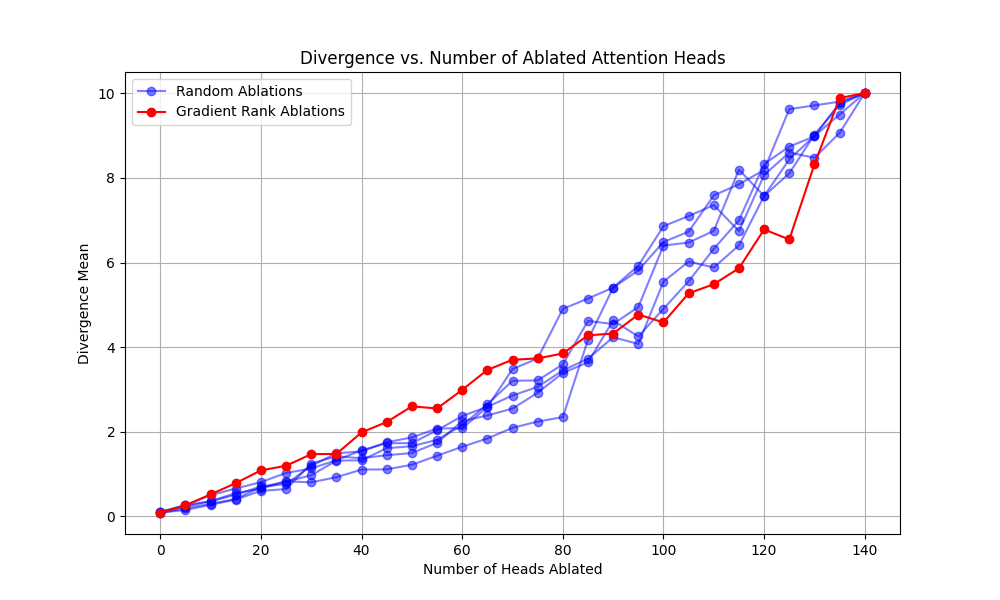 Divergence vs. Number of Ablated Attention Heads
Random Ablations
Gradient Rank Ablations
Divergence Mean
10
8
6
4
2
0
0 20 40 60 80 100 120 140
Number of Heads Ablated